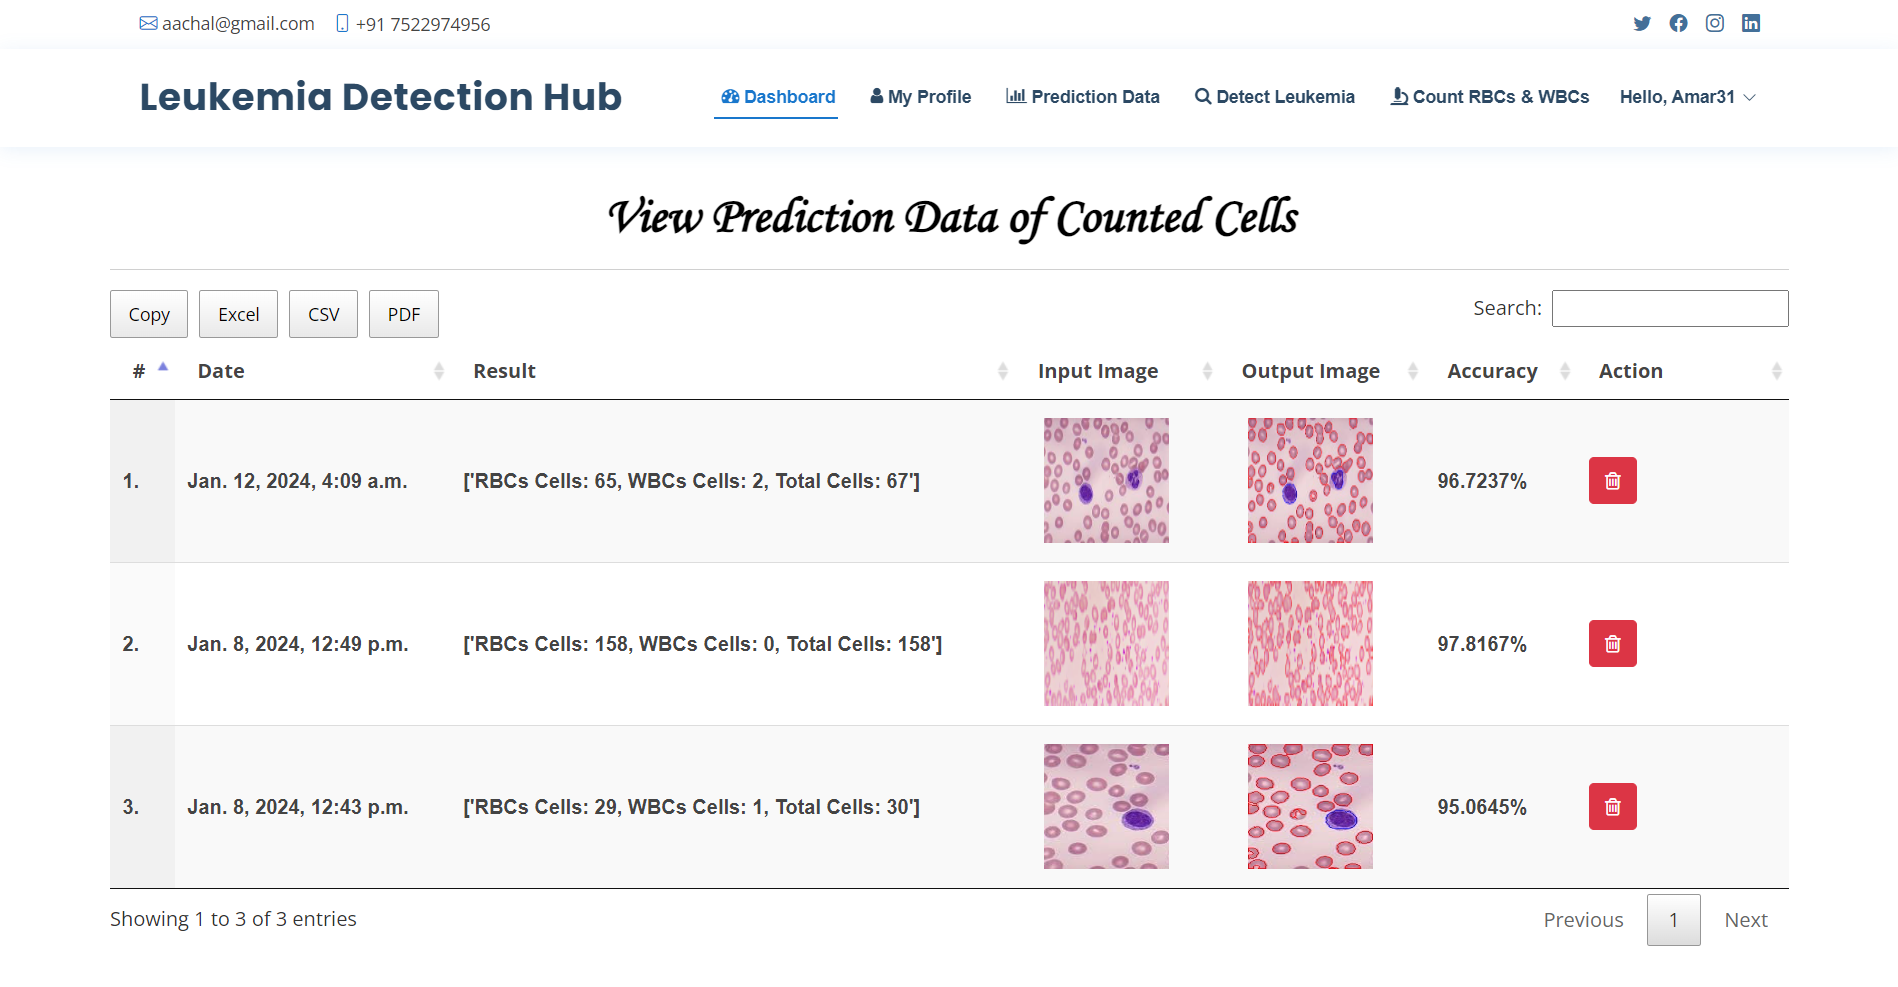 aachal@gmail.com +91 7522974956
Leukemia Detection Hub Dashboard My Profile Prediction Data Detect Leukemia Count RBCs & WBCs Hello, Amar31
View Prediction Data of Counted Cells
Copy Excel CSV PDF Search:
# Date Result Input Image Output Image Accuracy Action
1. Jan. 12, 2024, 4:09 a.m. ['RBCs Cells: 65, WBCs Cells: 2, Total Cells: 67'] 96.7237%
2. Jan. 8, 2024, 12:49 p.m. ['RBCs Cells: 158, WBCs Cells: 0, Total Cells: 158'] 97.8167%
3. Jan. 8, 2024, 12:43 p.m. ['RBCs Cells: 29, WBCs Cells: 1, Total Cells: 30'] 95.0645%
Showing 1 to 3 of 3 entries Previous 1 Next